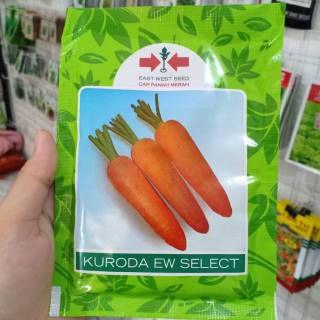 EAST-WEST SEED
CAP PANAH MERAH
KURODA EW SELECT